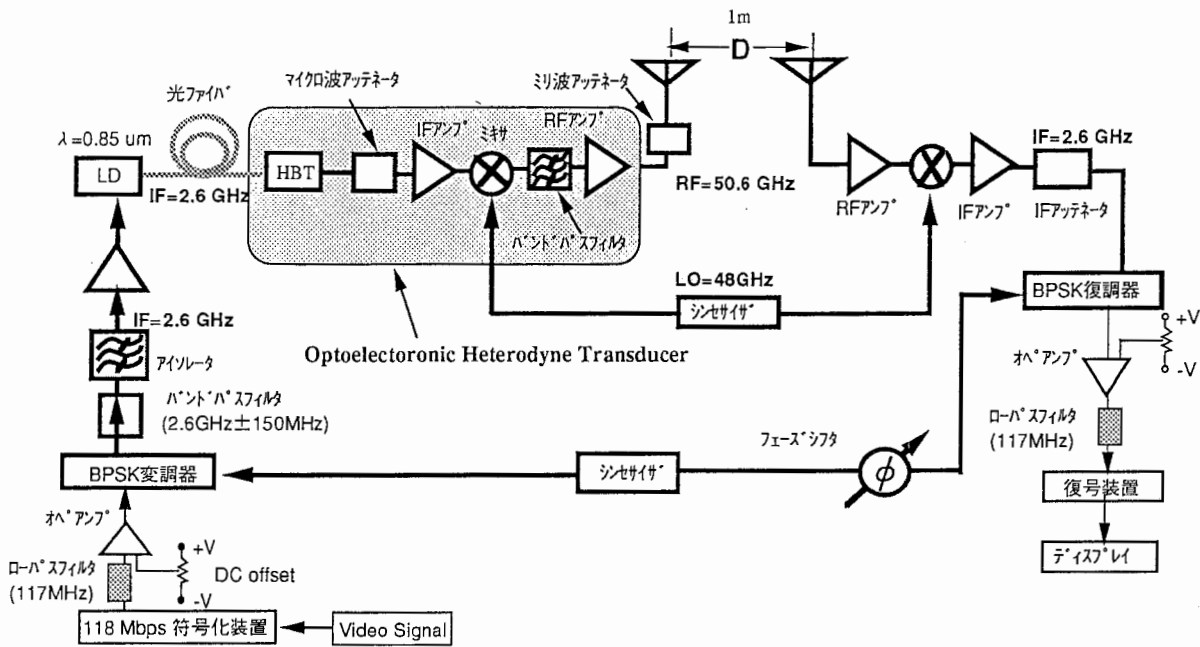 1m
D
マイクロ波アッテネータ
ミリ波アッテネータ
光ファイバ
λ=0.85 um
IFアンプ
ミキサ
RFアンプ
LD
HBT
IF=2.6 GHz
RF=50.6 GHz
バンドパスフィルタ
IF=2.6 GHz
RFアンプ
IFアンプ
IFアッテネータ
LO=48GHz
シンセサイザ
BPSK復調器
+V
-V
オペアンプ
IF=2.6 GHz
アイソレータ
Optoelectoronic Heterodyne Transducer
バンドパスフィルタ
(2.6GHz±150MHz)
ローパスフィルタ
(117MHz)
フェーズシフタ
BPSK変調器
シンセサイザ
ϕ
復号装置
オペアンプ
ディスプレイ
+V
ローパスフィルタ
(117MHz)
DC offset
-V
118 Mbps 符号化装置
Video Signal